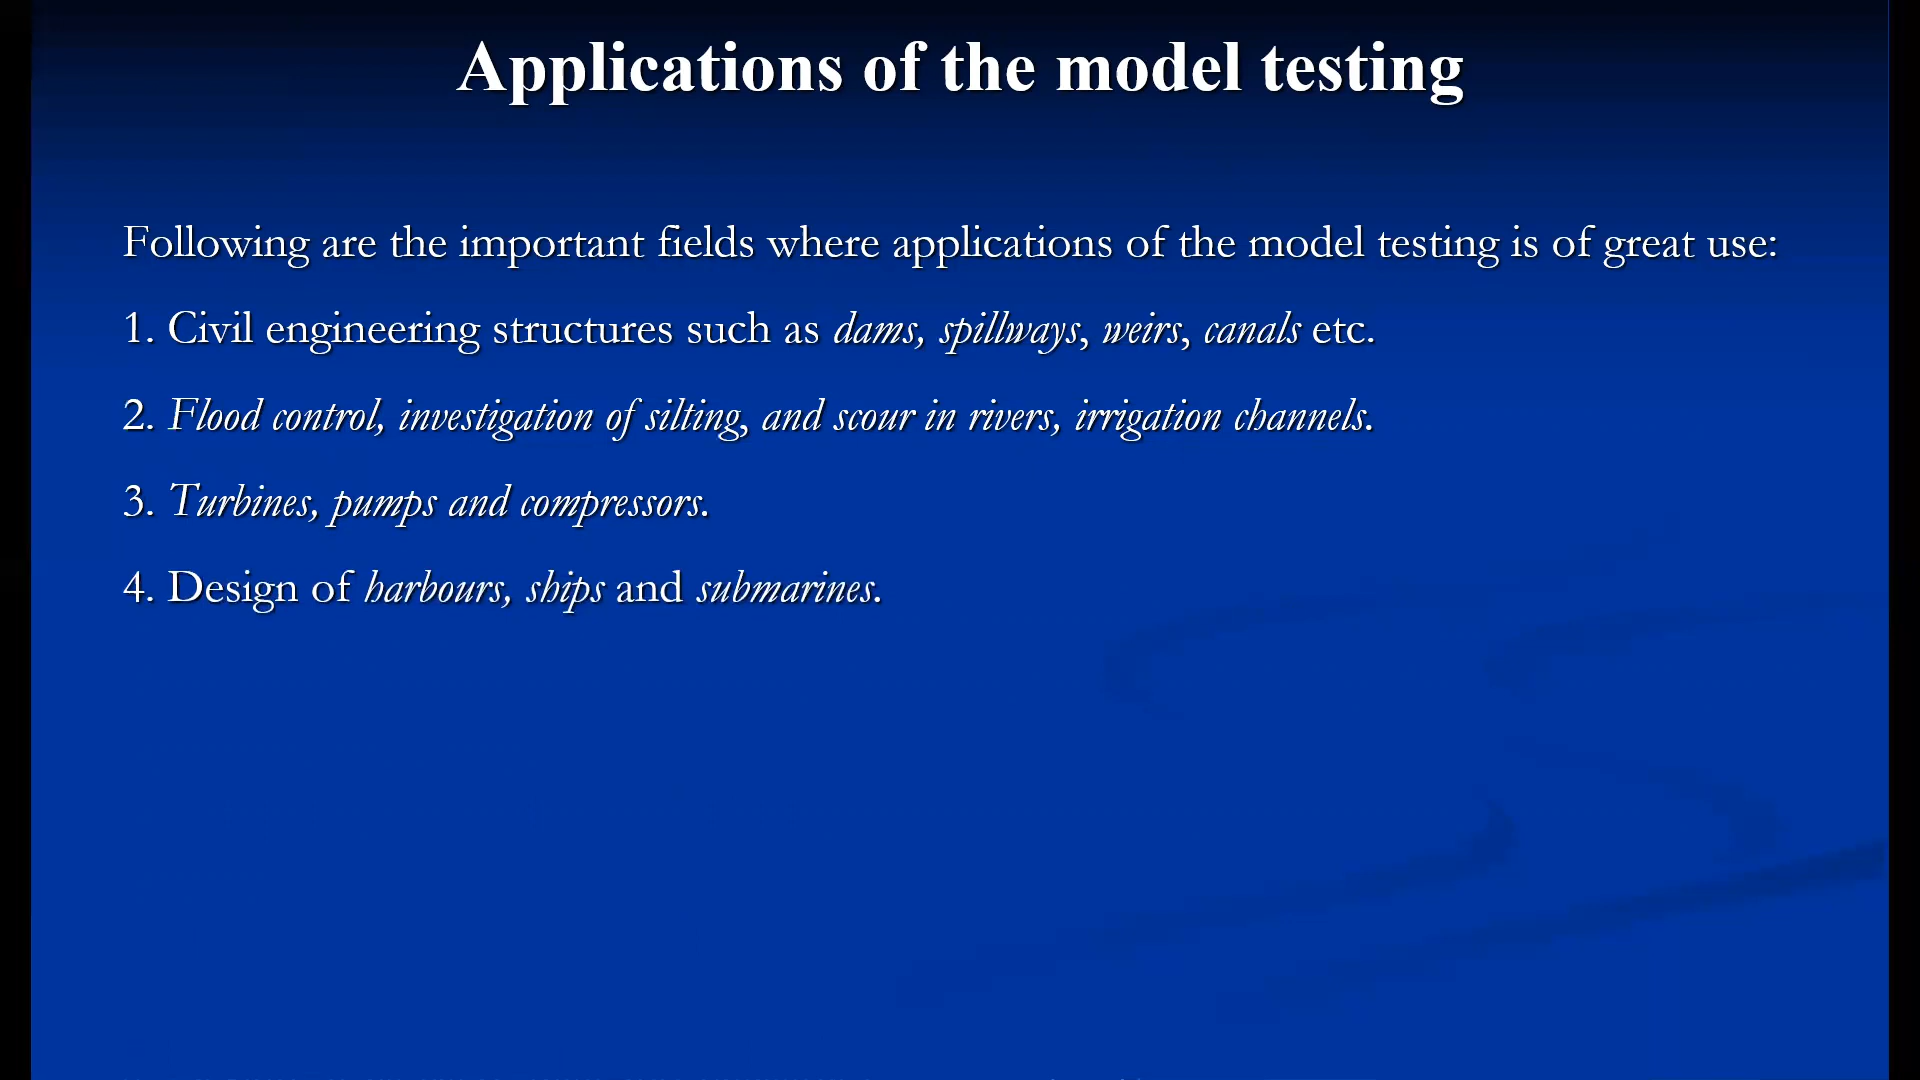 Applications of the model testing
Following are the important fields where applications of the model testing is of great use:
1. Civil engineering structures such as dams, spillways, weirs, canals etc.
2. Flood control, investigation of silting, and scour in rivers, irrigation channels.
3. Turbines, pumps and compressors.
4. Design of harbours, ships and submarines.